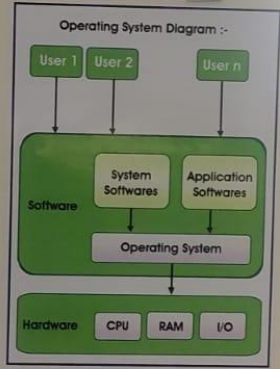 Operating System Diagram :-
User 1 User 2 User n
System Softwares
Application Softwares
Software
Operating System
Hardware CPU RAM I/O